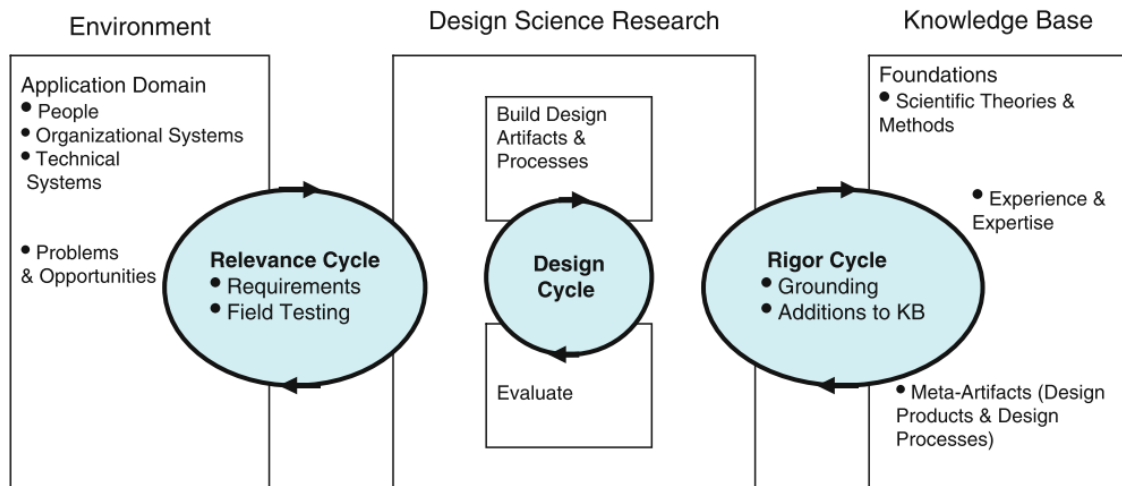 Environment
Design Science Research
Knowledge Base
Application Domain
● People
● Organizational Systems
● Technical
Systems
● Problems
& Opportunities
Relevance Cycle
● Requirements
● Field Testing
Build Design
Artifacts &
Processes
Design
Cycle
Evaluate
Rigor Cycle
● Grounding
● Additions to KB
Foundations
● Scientific Theories &
Methods
● Experience &
Expertise
● Meta-Artifacts (Design
Products & Design
Processes)